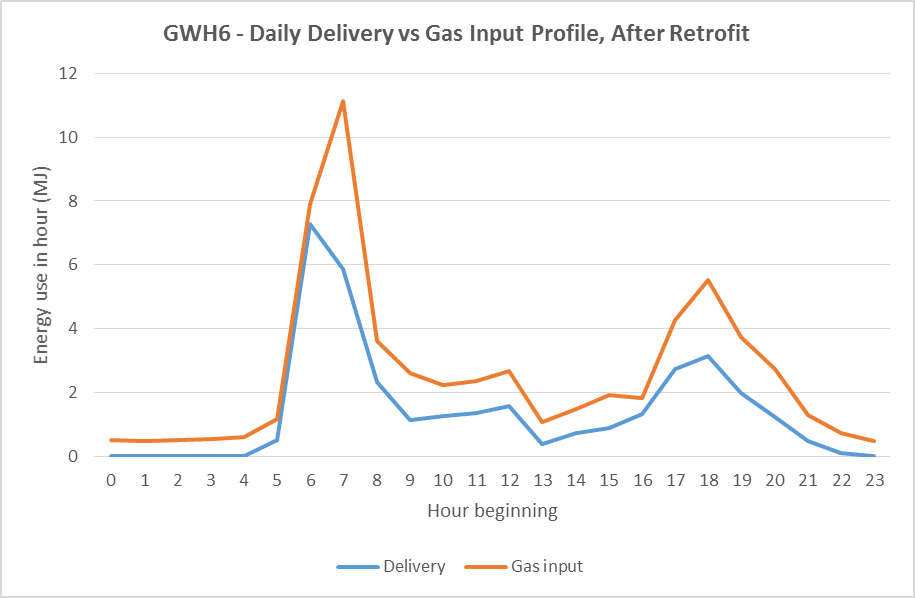 GWH6 - Daily Delivery vs Gas Input Profile, After Retrofit
12
10
8
6
4
2
0
Energy use in hour (MJ)
0 1 2 3 4 5 6 7 8 9 10 11 12 13 14 15 16 17 18 19 20 21 22 23
Hour beginning
Delivery Gas input